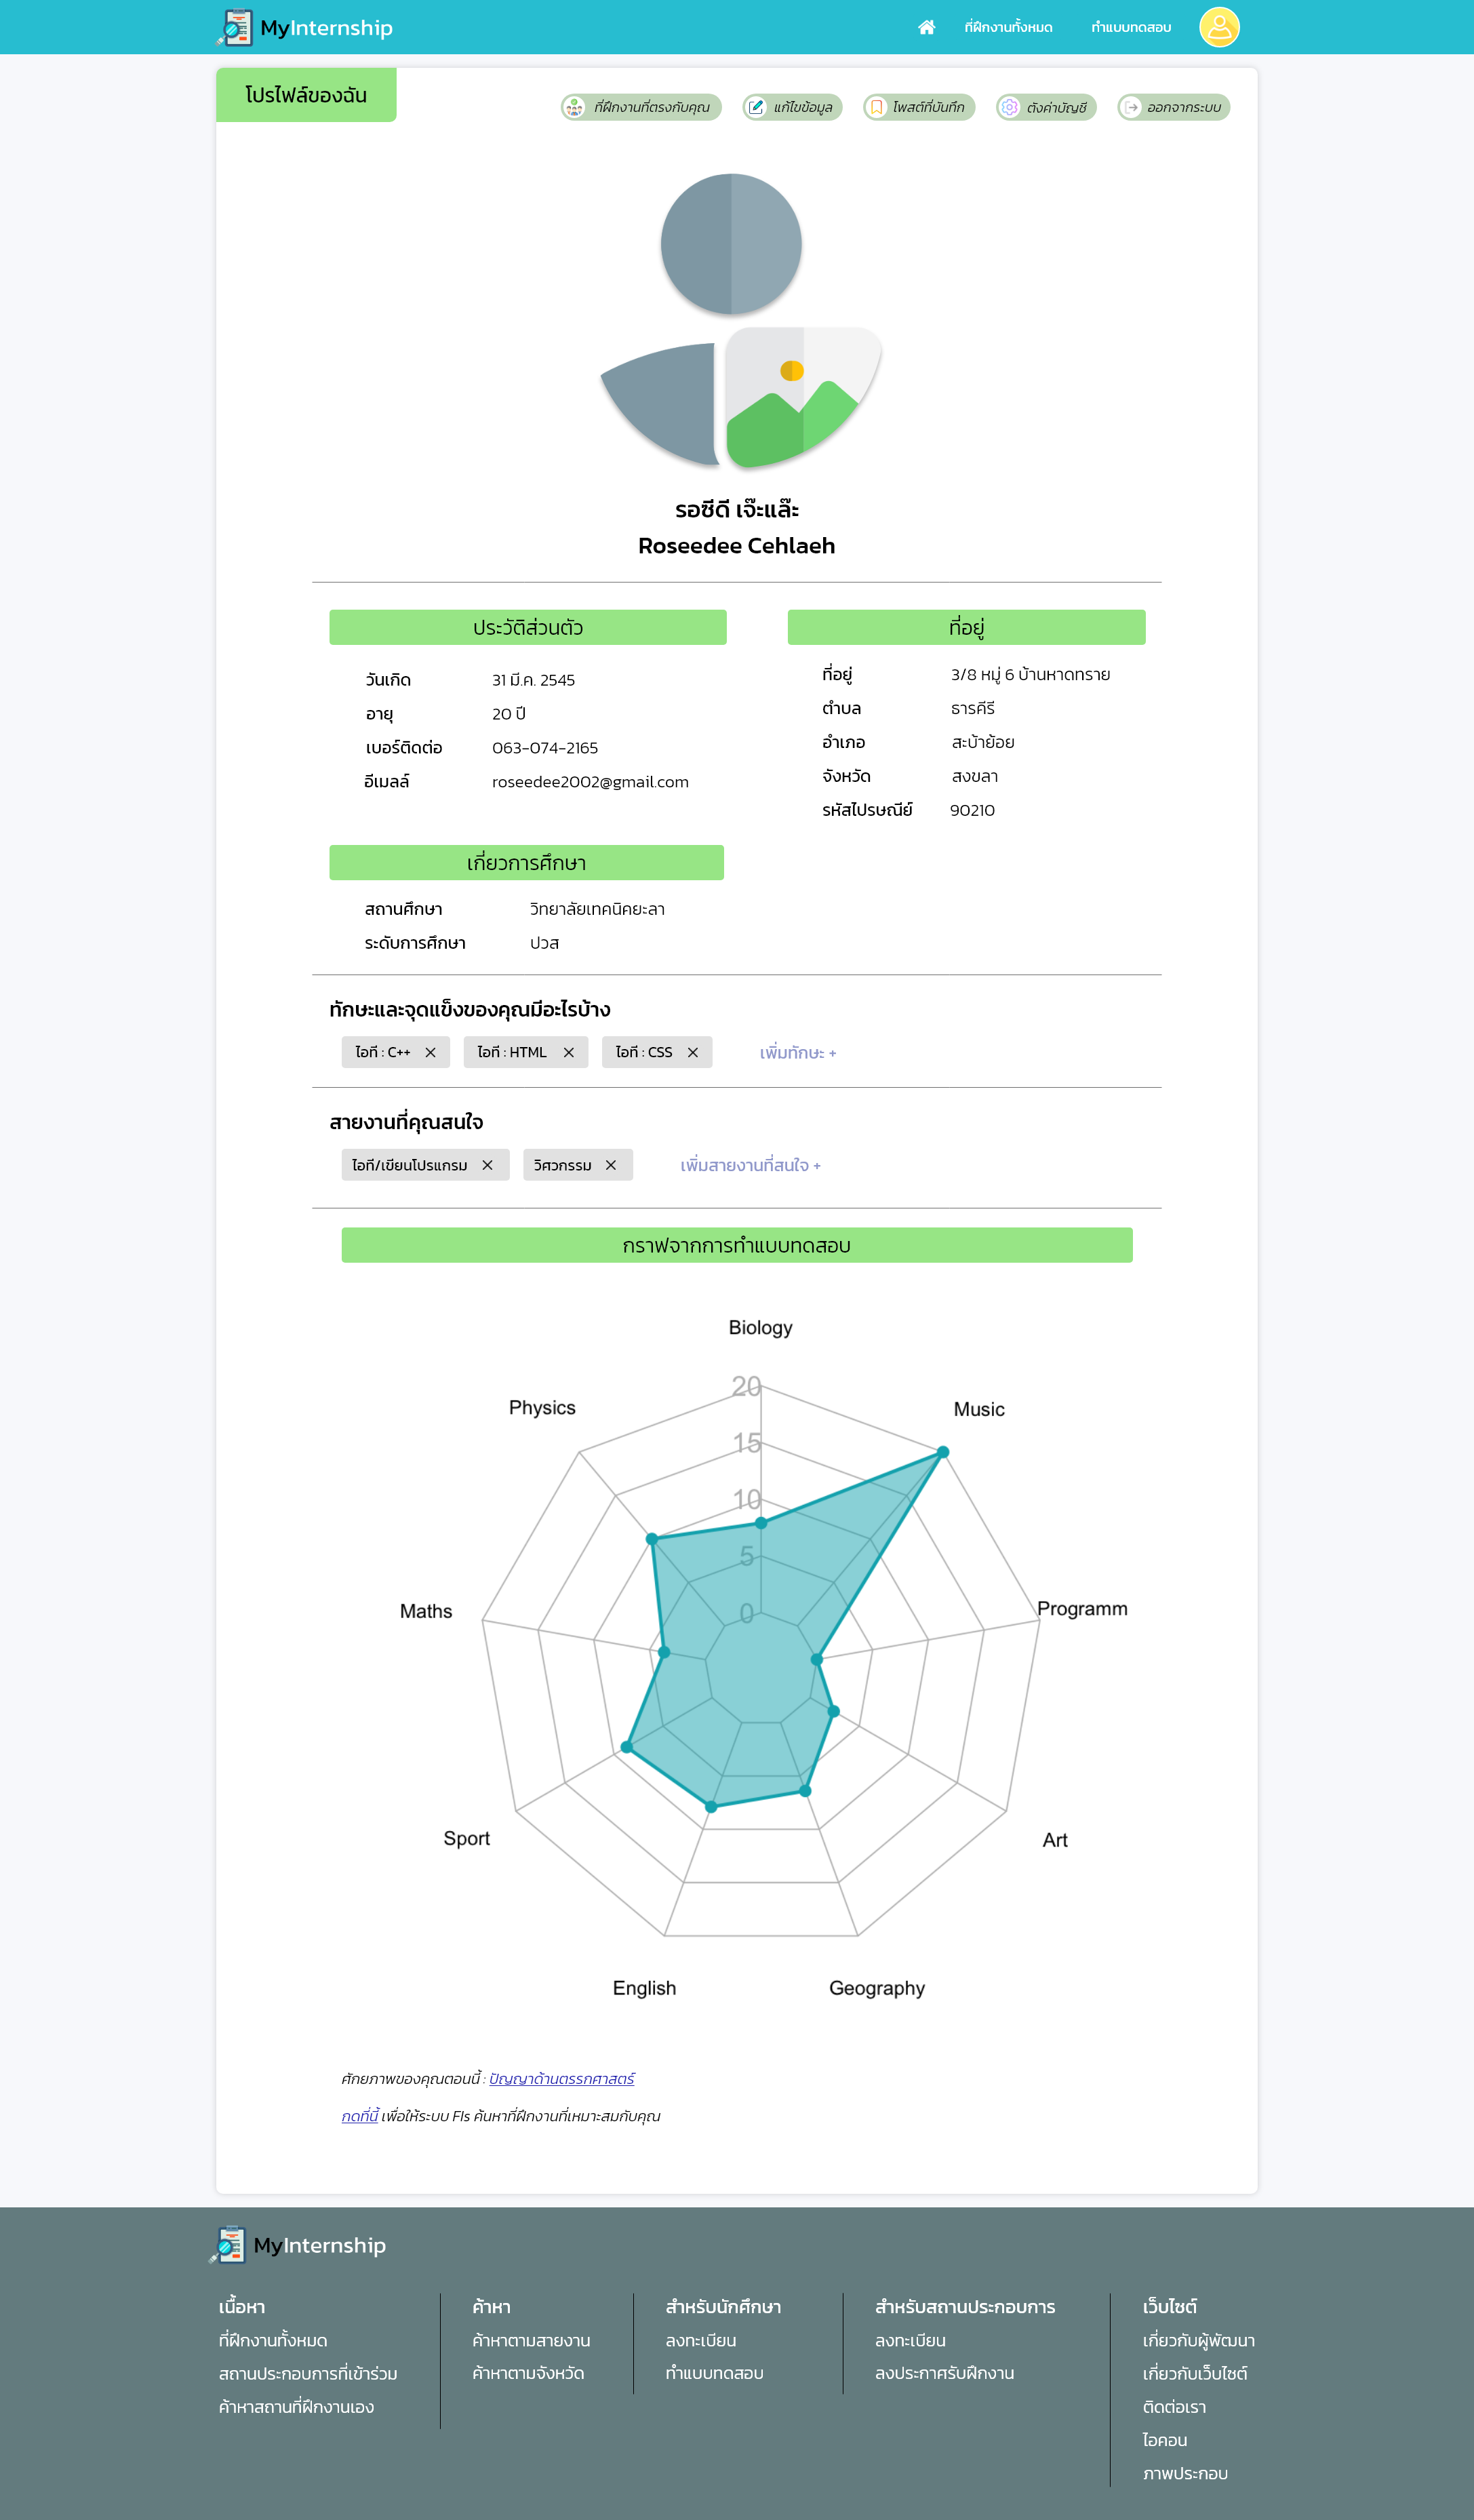 MyInternship
ที่ฝึกงานทั้งหมด
ทำแบบทดสอบ
โปรไฟล์ของฉัน
ที่ฝึกงานที่ตรงกับคุณ
แก้ไขข้อมูล
โพสต์ที่บันทึก
ตังค่าบัญชี
ออกจากระบบ
รอซีดี เจ๊ะแล๊ะ
Roseedee Cehlaeh
ประวัติส่วนตัว
วันเกิด 31 มี.ค. 2545
อายุ 20 ปี
เบอร์ติดต่อ 063-074-2165
อีเมลล์ roseedee2002@gmail.com
ที่อยู่
ที่อยู่ 3/8 หมู่ 6 บ้านหาดทราย
ตำบล ธารคีรี
อำเภอ สะบ้าย้อย
จังหวัด สงขลา
รหัสไปรษณีย์ 90210
เกี่ยวการศึกษา
สถานศึกษา วิทยาลัยเทคนิคยะลา
ระดับการศึกษา ปวส
ทักษะและจุดแข็งของคุณมีอะไรบ้าง
ไอที : C++ ไอที : HTML ไอที : CSS เพิ่มทักษะ +
สายงานที่คุณสนใจ
ไอที/เขียนโปรแกรม วิศวกรรม เพิ่มสายงานที่สนใจ +
กราฟจากการทำแบบทดสอบ
Biology
20
Physics
Music
15
10
5
0
Maths
Programm
Sport
Art
English
Geography
ศักยภาพของคุณตอนนี้ : ปัญญาด้านตรรกศาสตร์
กดที่นี้ เพื่อให้ระบบ FIs ค้นหาที่ฝึกงานที่เหมาะสมกับคุณ
MyInternship
เนื้อหา
ที่ฝึกงานทั้งหมด
สถานประกอบการที่เข้าร่วม
ค้าหาสถานที่ฝึกงานเอง
ค้าหา
ค้าหาตามสายงาน
ค้าหาตามจังหวัด
สำหรับนักศึกษา
ลงทะเบียน
ทำแบบทดสอบ
สำหรับสถานประกอบการ
ลงทะเบียน
ลงประกาศรับฝึกงาน
เว็บไซต์
เกี่ยวกับผู้พัฒนา
เกี่ยวกับเว็บไซต์
ติดต่อเรา
ไอคอน
ภาพประกอบ